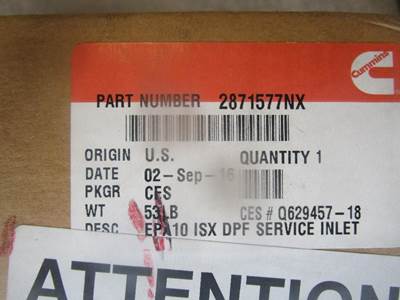 Cummins
PART NUMBER 2871577NX
ORIGIN U.S. QUANTITY 1
DATE 02-Sep-16
PKGR CES
WT 53LB CES # Q629457-18
DESC EPA10 ISX DPF SERVICE INLET
ATTENTION